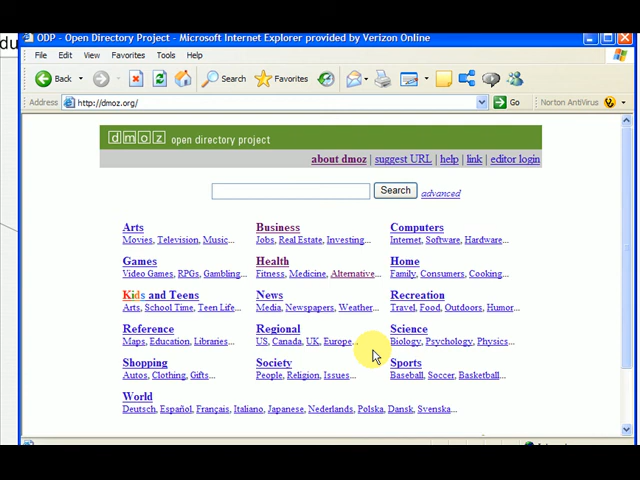 du
ODP - Open Directory Project - Microsoft Internet Explorer provided by Verizon Online
File Edit View Favorites Tools Help
Back Search Favorites
Address http://dmoz.org/ Go Norton AntiVirus
dmoz open directory project
about dmoz | suggest URL | help | link | editor login
Search advanced
Arts Business Computers
Movies, Television, Music... Jobs, Real Estate, Investing... Internet, Software, Hardware...
Games Health Home
Video Games, RPGs, Gambling... Fitness, Medicine, Alternative... Family, Consumers, Cooking...
Kids and Teens News Recreation
Arts, School Time, Teen Life... Media, Newspapers, Weather... Travel, Food, Outdoors, Humor...
Reference Regional Science
Maps, Education, Libraries... US, Canada, UK, Europe... Biology, Psychology, Physics...
Shopping Society Sports
Autos, Clothing, Gifts... People, Religion, Issues... Baseball, Soccer, Basketball...
World
Deutsch, Español, Français, Italiano, Japanese, Nederlands, Polska, Dansk, Svenska...